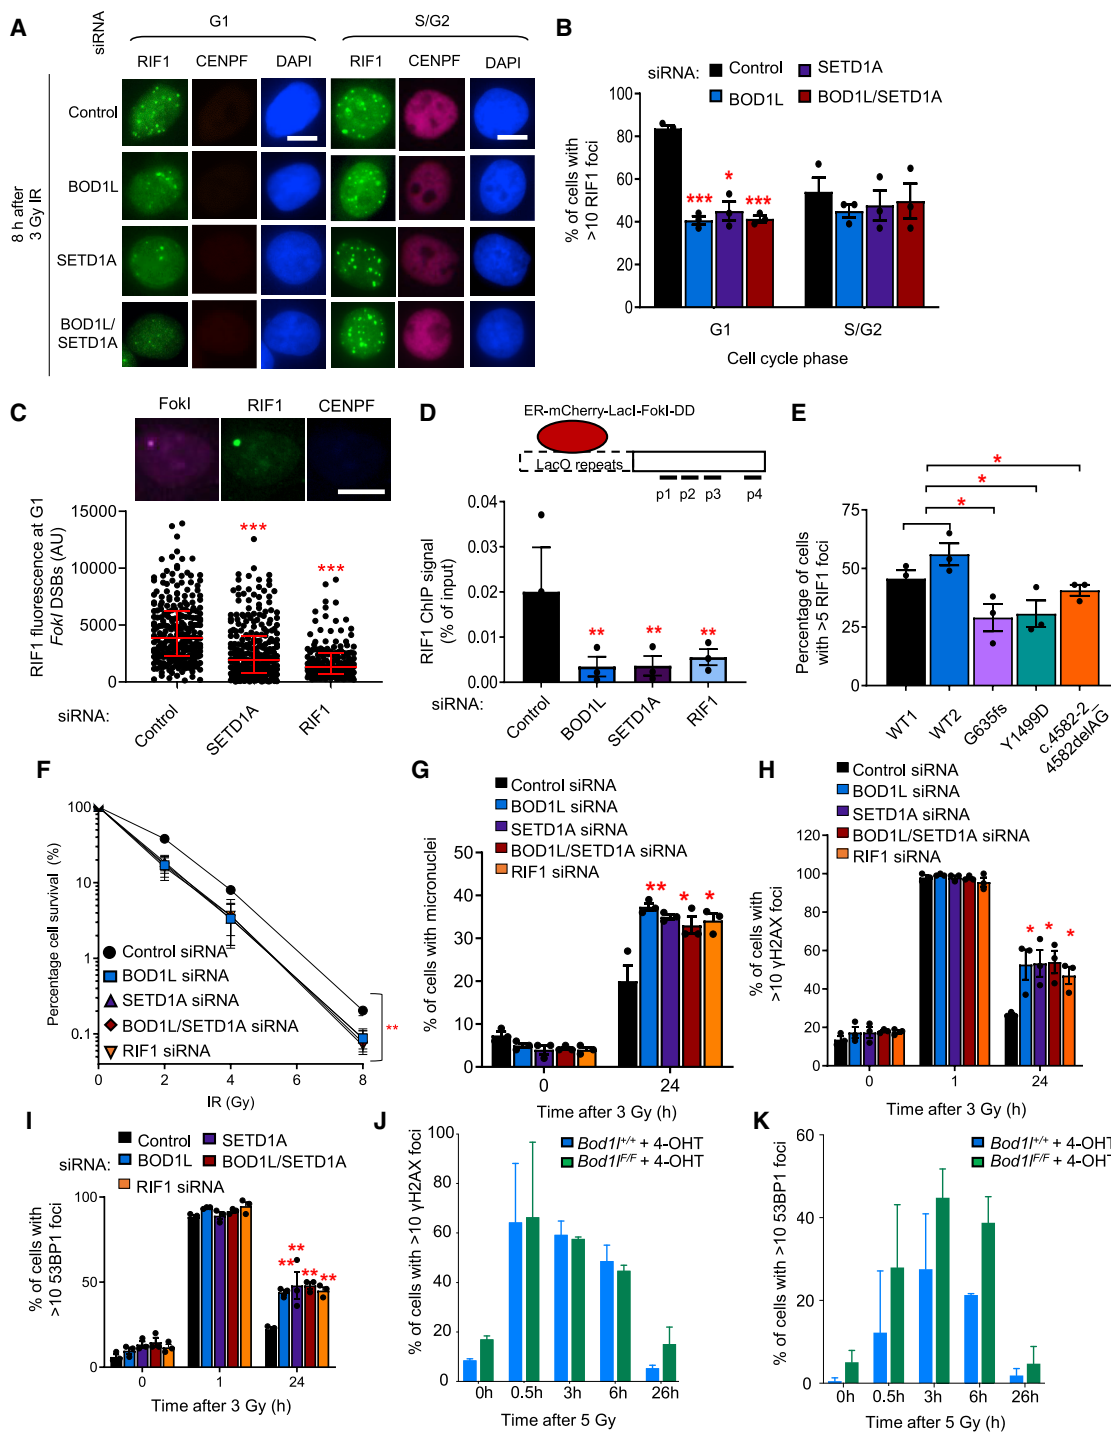 A
siRNA
G1
S/G2
RIF1 CENPF DAPI RIF1 CENPF DAPI
8 h after
3 Gy IR
Control
BOD1L
SETD1A
BOD1L/
SETD1A
B
siRNA:
Control
SETD1A
BOD1L
BOD1L/SETD1A
% of cells with
>10 RIF1 foci
100
80
60
40
20
0
***
*
***
G1
S/G2
Cell cycle phase
C
FokI RIF1 CENPF
RIF1 fluorescence at G1
FokI DSBs (AU)
15000
10000
5000
0
***
***
siRNA:
Control
SETD1A
RIF1
D
ER-mCherry-LacI-FokI-DD
LacO repeats
p1 p2 p3 p4
RIF1 ChIP signal
(% of input)
0.04
0.03
0.02
0.01
0.00
**
**
**
siRNA:
Control
BOD1L
SETD1A
RIF1
E
*
*
*
Percentage of cells
with >5 RIF1 foci
75
50
25
0
WT1
WT2
G635fs
Y1499D
c.4582-2_
4582delAG
F
Percentage cell survival (%)
100
10
1
0.1
Control siRNA
BOD1L siRNA
SETD1A siRNA
BOD1L/SETD1A siRNA
RIF1 siRNA
**
0 2 4 6 8
IR (Gy)
G
Control siRNA
BOD1L siRNA
SETD1A siRNA
BOD1L/SETD1A siRNA
RIF1 siRNA
% of cells with micronuclei
50
40
30
20
10
0
**
*
*
0 24
Time after 3 Gy (h)
H
Control siRNA
BOD1L siRNA
SETD1A siRNA
BOD1L/SETD1A siRNA
RIF1 siRNA
% of cells with
>10 γH2AX foci
120
100
80
60
40
20
0
*
*
*
0 1 24
Time after 3 Gy (h)
I
siRNA:
Control
SETD1A
BOD1L
BOD1L/SETD1A
RIF1 siRNA
% of cells with
>10 53BP1 foci
100
50
0
**
**
**
**
0 1 24
Time after 3 Gy (h)
J
Bod1l+/+ + 4-OHT
Bod1lF/F + 4-OHT
% of cells with >10 γH2AX foci
100
80
60
40
20
0
0h 0.5h 3h 6h 26h
Time after 5 Gy
K
Bod1l+/+ + 4-OHT
Bod1lF/F + 4-OHT
% of cells with >10 53BP1 foci
60
40
20
0
0h 0.5h 3h 6h 26h
Time after 5 Gy (h)